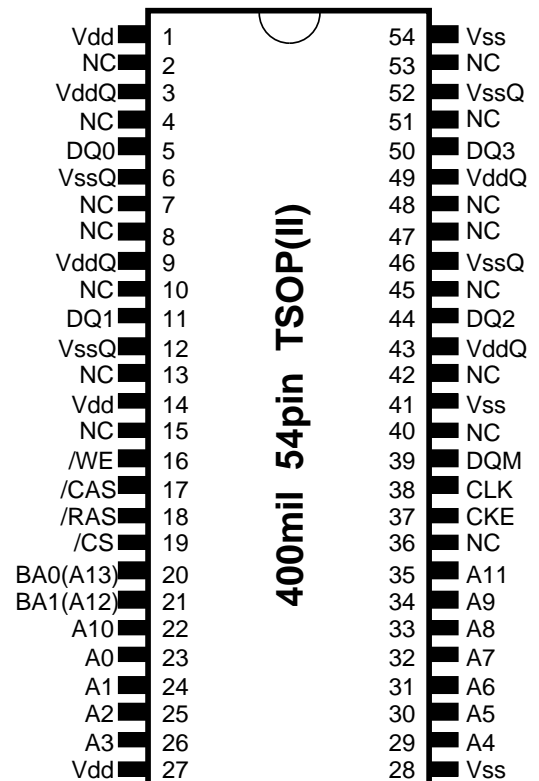 Vdd 1 54 Vss
NC 2 53 NC
VddQ 3 52 VssQ
NC 4 51 NC
DQ0 5 50 DQ3
VssQ 6 49 VddQ
NC 7 48 NC
NC 8 47 NC
VddQ 9 46 VssQ
NC 10 45 NC
DQ1 11 44 DQ2
VssQ 12 43 VddQ
NC 13 42 NC
Vdd 14 41 Vss
NC 15 40 NC
/WE 16 39 DQM
/CAS 17 38 CLK
/RAS 18 37 CKE
/CS 19 36 NC
BA0(A13) 20 35 A11
BA1(A12) 21 34 A9
A10 22 33 A8
A0 23 32 A7
A1 24 31 A6
A2 25 30 A5
A3 26 29 A4
Vdd 27 28 Vss
400mil 54pin TSOP(II)